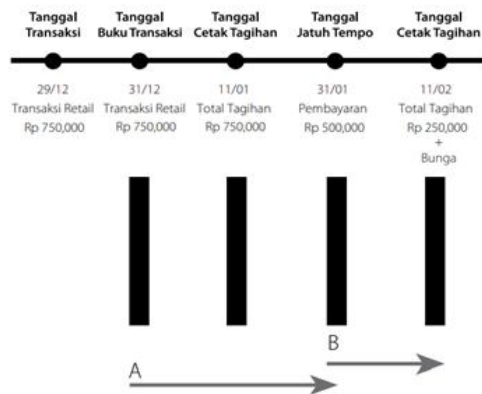 Tanggal
Transaksi
Tanggal
Buku Transaksi
Tanggal
Cetak Tagihan
Tanggal
Jatuh Tempo
Tanggal
Cetak Tagihan
29/12
Transaksi Retail
Rp 750,000
31/12
Transaksi Retail
Rp 750,000
11/01
Total Tagihan
Rp 750,000
31/01
Pembayaran
Rp 500,000
11/02
Total Tagihan
Rp 250,000
+
Bunga
B
A